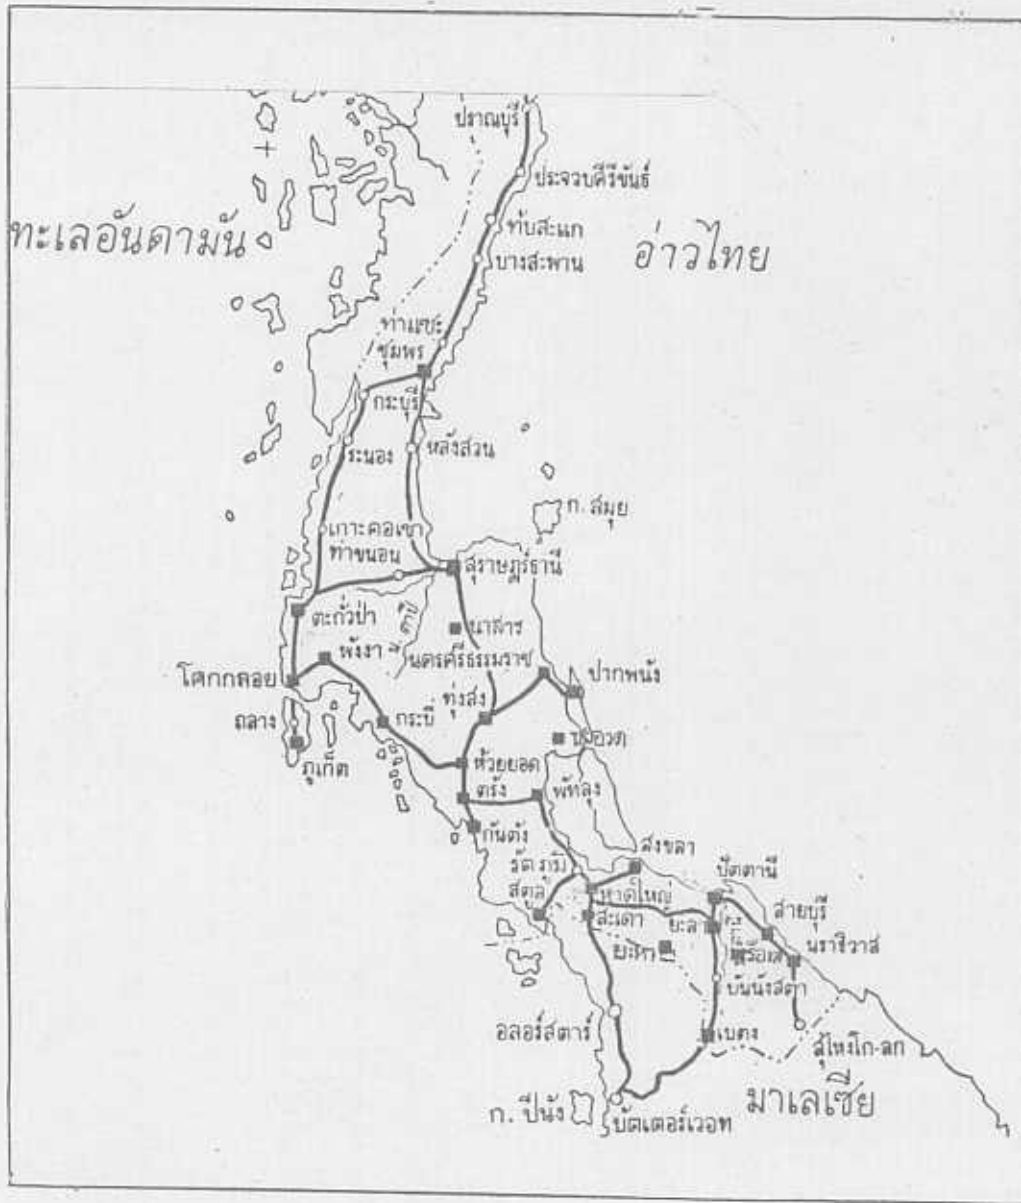 ปราณบุรี
ประจวบคีรีขันธ์
ทะเลอันดามัน
ทับสะแก
อ่าวไทย
บางสะพาน
ท่าแซะ
ชุมพร
กระบุรี
ระนอง
หลังสวน
ก. สมุย
เกาะคอเขา
ท่าขนอน
สุราษฎร์ธานี
ตะกั่วป่า
ตาปี
นาสาร
พังงา
นครศรีธรรมราช
ปากพนัง
โคกกลอย
ทุ่งสง
ถลาง
กระบี่
ภูเก็ต
ห้วยยอด
ตรัง
พัทลุง
กันตัง
สงขลา
รัตภูมิ
ปัตตานี
สตูล
หาดใหญ่
สายบุรี
สะเดา
ยะลา
นราธิวาส
ยะหา
บันนังสตา
อลอร์สตาร์
เบตง
สุไหงโก-ลก
มาเลเซีย
ก. ปีนัง
บัตเตอร์เวอท